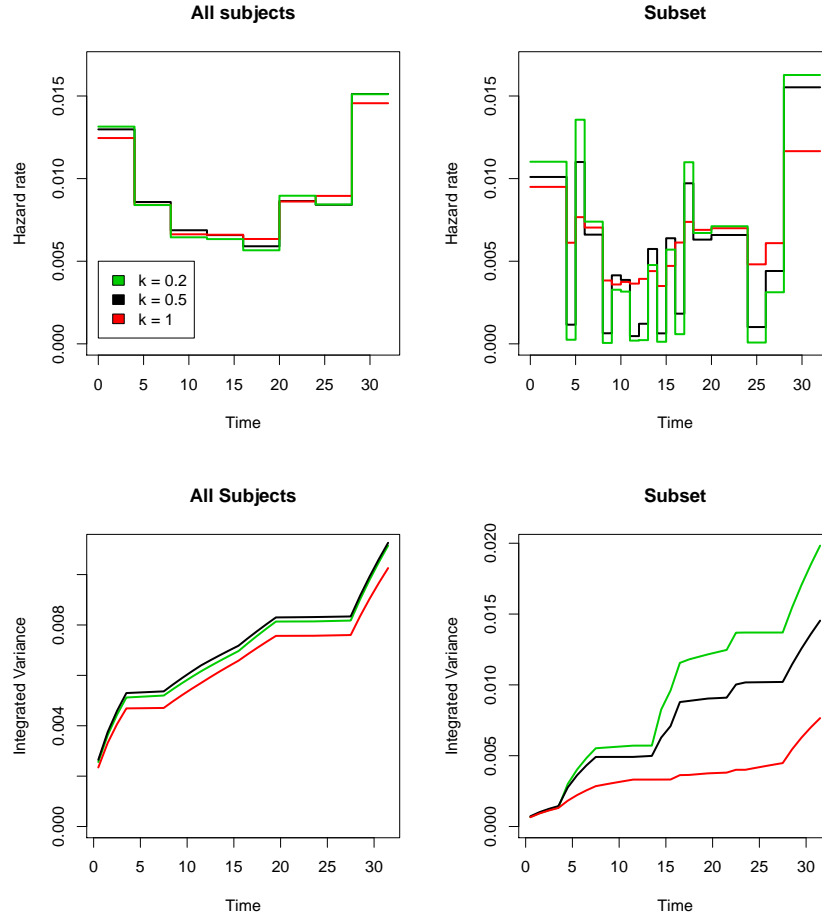 All subjects
Hazard rate
0.015
0.010
0.005
0.000
k = 0.2
k = 0.5
k = 1
0 5 10 15 20 25 30
Time
Subset
Hazard rate
0.015
0.010
0.005
0.000
0 5 10 15 20 25 30
Time
All Subjects
Integrated Variance
0.008
0.004
0.000
0 5 10 15 20 25 30
Time
Subset
Integrated Variance
0.020
0.015
0.010
0.005
0.000
0 5 10 15 20 25 30
Time